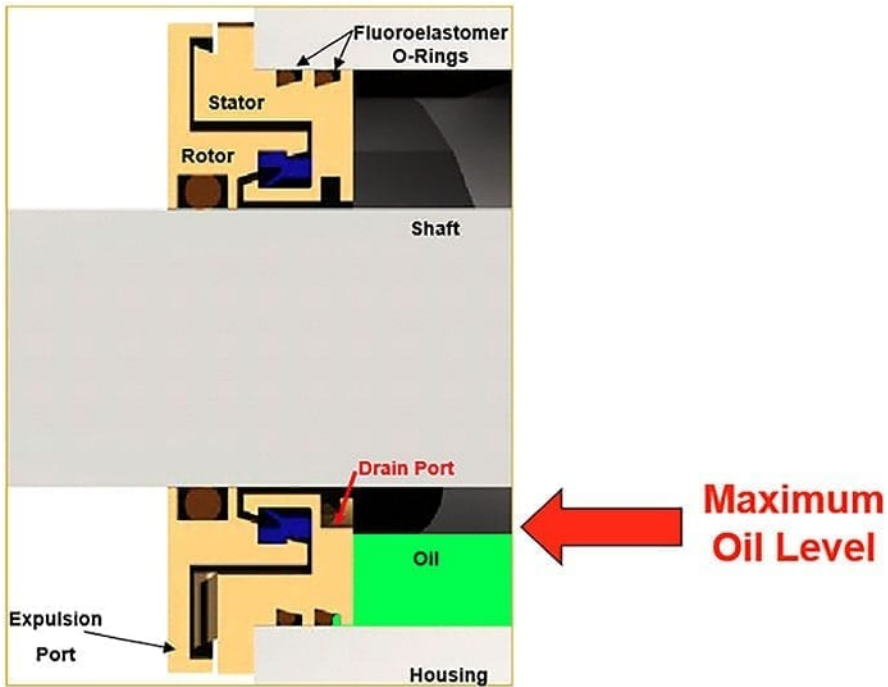 Fluoroelastomer
O-Rings
Stator
Rotor
Shaft
Drain Port
Maximum
Oil Level
Oil
Expulsion
Port
Housing